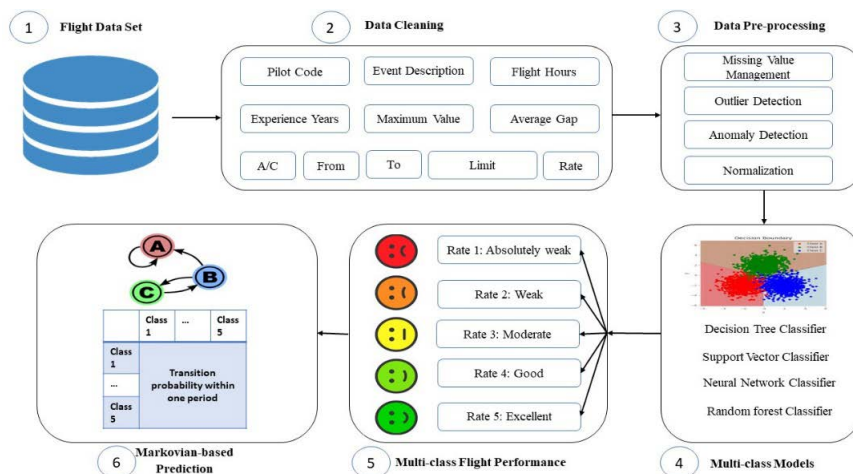 1
Flight Data Set
2
Data Cleaning
3
Data Pre-processing
Pilot Code
Event Description
Flight Hours
Experience Years
Maximum Value
Average Gap
A/C
From
To
Limit
Rate
Missing Value
Management
Outlier Detection
Anomaly Detection
Normalization
Decision Boundary
Decision Tree Classifier
Support Vector Classifier
Neural Network Classifier
Random forest Classifier
4
Multi-class Models
Rate 1: Absolutely weak
Rate 2: Weak
Rate 3: Moderate
Rate 4: Good
Rate 5: Excellent
5
Multi-class Flight Performance
A
B
C
Class
1
...
Class
5
Class
1
...
Class
5
Transition
probability within
one period
6
Markovian-based
Prediction